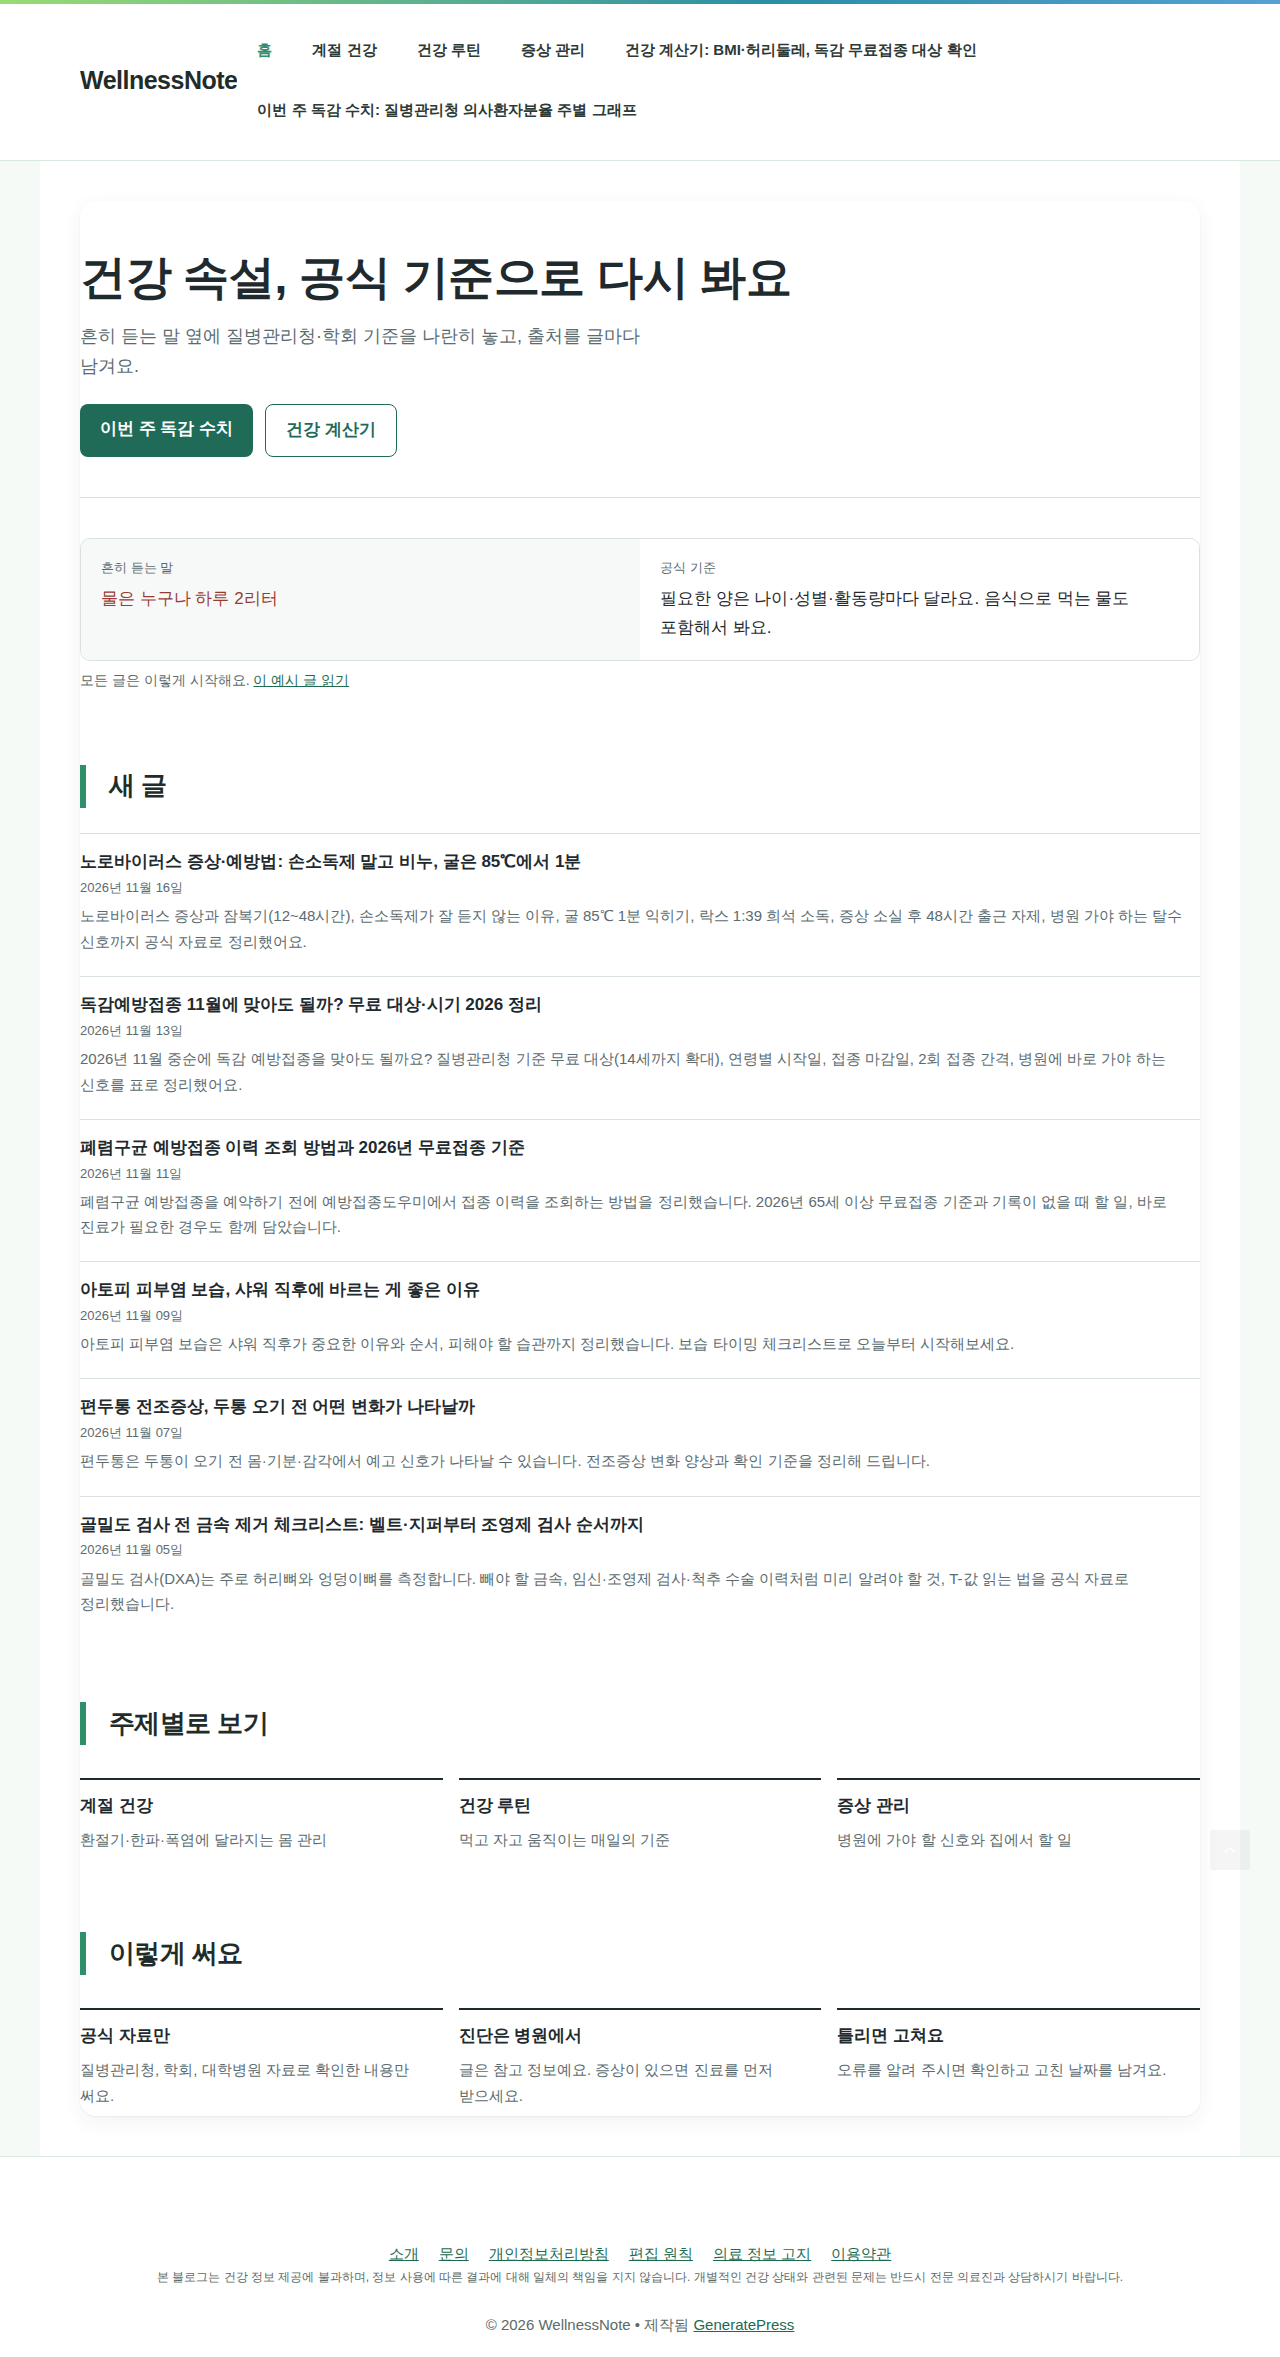 WellnessNote
홈
계절 건강
건강 루틴
증상 관리
건강 계산기: BMI·허리둘레, 독감 무료접종 대상 확인
이번 주 독감 수치: 질병관리청 의사환자분율 주별 그래프
건강 속설, 공식 기준으로 다시 봐요
흔히 듣는 말 옆에 질병관리청·학회 기준을 나란히 놓고, 출처를 글마다
남겨요.
이번 주 독감 수치
건강 계산기
흔히 듣는 말
물은 누구나 하루 2리터
공식 기준
필요한 양은 나이·성별·활동량마다 달라요. 음식으로 먹는 물도
포함해서 봐요.
모든 글은 이렇게 시작해요. 이 예시 글 읽기
새 글
노로바이러스 증상·예방법: 손소독제 말고 비누, 굴은 85℃에서 1분
2026년 11월 16일
노로바이러스 증상과 잠복기(12~48시간), 손소독제가 잘 듣지 않는 이유, 굴 85℃ 1분 익히기, 락스 1:39 희석 소독, 증상 소실 후 48시간 출근 자제, 병원 가야 하는 탈수
신호까지 공식 자료로 정리했어요.
독감예방접종 11월에 맞아도 될까? 무료 대상·시기 2026 정리
2026년 11월 13일
2026년 11월 중순에 독감 예방접종을 맞아도 될까요? 질병관리청 기준 무료 대상(14세까지 확대), 연령별 시작일, 접종 마감일, 2회 접종 간격, 병원에 바로 가야 하는
신호를 표로 정리했어요.
폐렴구균 예방접종 이력 조회 방법과 2026년 무료접종 기준
2026년 11월 11일
폐렴구균 예방접종을 예약하기 전에 예방접종도우미에서 접종 이력을 조회하는 방법을 정리했습니다. 2026년 65세 이상 무료접종 기준과 기록이 없을 때 할 일, 바로
진료가 필요한 경우도 함께 담았습니다.
아토피 피부염 보습, 샤워 직후에 바르는 게 좋은 이유
2026년 11월 09일
아토피 피부염 보습은 샤워 직후가 중요한 이유와 순서, 피해야 할 습관까지 정리했습니다. 보습 타이밍 체크리스트로 오늘부터 시작해보세요.
편두통 전조증상, 두통 오기 전 어떤 변화가 나타날까
2026년 11월 07일
편두통은 두통이 오기 전 몸·기분·감각에서 예고 신호가 나타날 수 있습니다. 전조증상 변화 양상과 확인 기준을 정리해 드립니다.
골밀도 검사 전 금속 제거 체크리스트: 벨트·지퍼부터 조영제 검사 순서까지
2026년 11월 05일
골밀도 검사(DXA)는 주로 허리뼈와 엉덩이뼈를 측정합니다. 빼야 할 금속, 임신·조영제 검사·척추 수술 이력처럼 미리 알려야 할 것, T-값 읽는 법을 공식 자료로
정리했습니다.
주제별로 보기
계절 건강
환절기·한파·폭염에 달라지는 몸 관리
건강 루틴
먹고 자고 움직이는 매일의 기준
증상 관리
병원에 가야 할 신호와 집에서 할 일
이렇게 써요
공식 자료만
질병관리청, 학회, 대학병원 자료로 확인한 내용만
써요.
진단은 병원에서
글은 참고 정보예요. 증상이 있으면 진료를 먼저
받으세요.
틀리면 고쳐요
오류를 알려 주시면 확인하고 고친 날짜를 남겨요.
소개 문의 개인정보처리방침 편집 원칙 의료 정보 고지 이용약관
본 블로그는 건강 정보 제공에 불과하며, 정보 사용에 따른 결과에 대해 일체의 책임을 지지 않습니다. 개별적인 건강 상태와 관련된 문제는 반드시 전문 의료진과 상담하시기 바랍니다.
© 2026 WellnessNote • 제작됨 GeneratePress